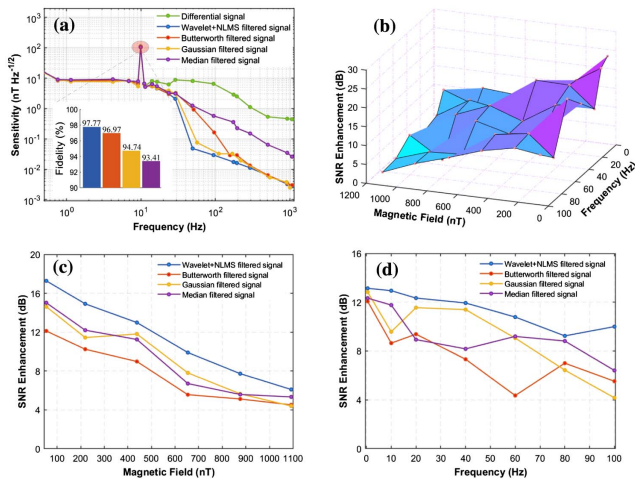 (a)
Differential signal
Wavelet+NLMS filtered signal
Butterworth filtered signal
Gaussian filtered signal
Median filtered signal
Sensitivity (nT Hz-1/2)
10³
10²
10¹
10⁰
10⁻¹
10⁻²
10⁻³
Fidelity (%)
100
98
96
94
92
90
97.77
96.97
94.74
93.41
10⁰
10¹
10²
10³
Frequency (Hz)
(b)
SNR Enhancement (dB)
30
25
20
15
10
5
0
1200
1000
800
600
400
200
0
Magnetic Field (nT)
100
80
60
40
20
0
Frequency (Hz)
(c)
Wavelet+NLMS filtered signal
Butterworth filtered signal
Gaussian filtered signal
Median filtered signal
SNR Enhancement (dB)
20
16
12
8
4
0
100 200 300 400 500 600 700 800 900 1000 1100
Magnetic Field (nT)
(d)
Wavelet+NLMS filtered signal
Butterworth filtered signal
Gaussian filtered signal
Median filtered signal
SNR Enhancement (dB)
16
12
8
4
0
0 20 40 60 80 100
Frequency (Hz)